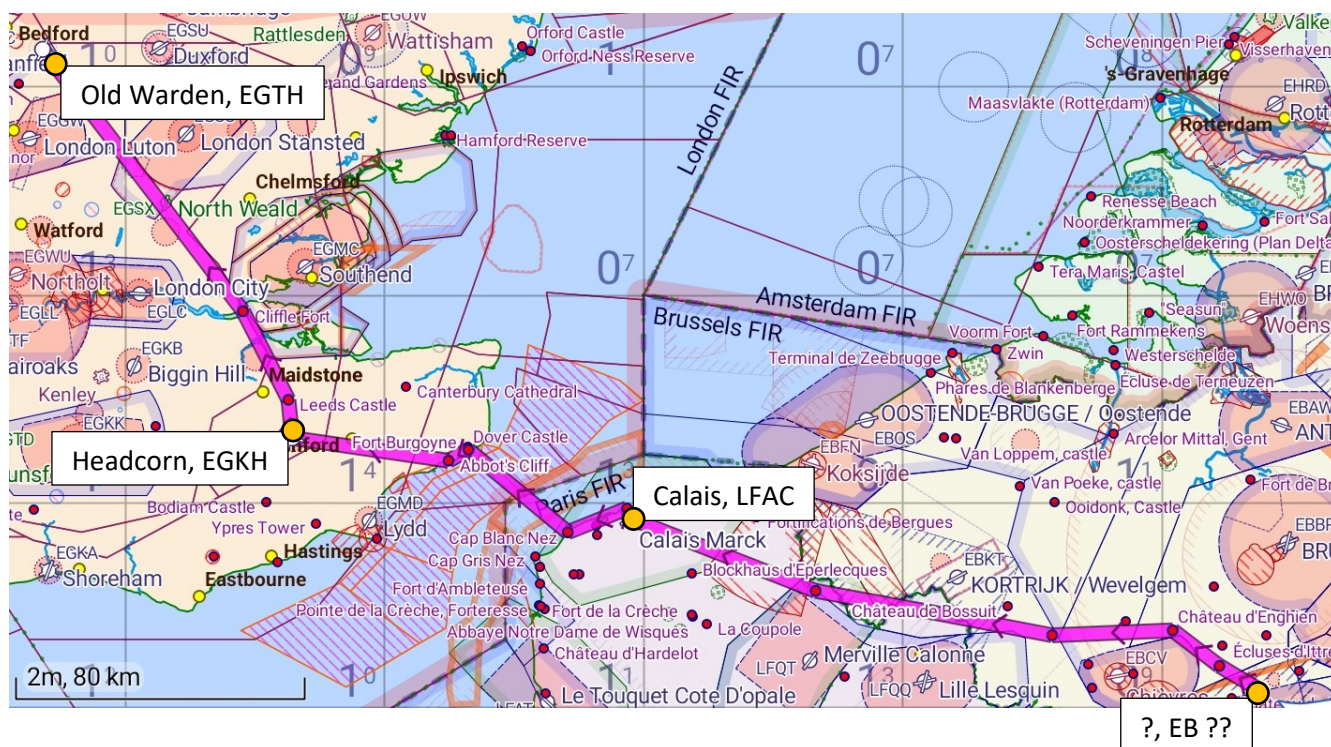 Bedford
EGSU
Duxford
Rattlesden
EGUW
Wattisham
Orford Castle
Orford Ness Reserve
Ipswich
Old Warden, EGTH
London FIR
Scheveningen Pier
Visserhaven
's-Gravenhage
EHRD
Maasvlakte (Rotterdam)
Rotterdam
London Luton
London Stansted
Hamford Reserve
Chelmsford
EGSX
North Weald
Watford
EGWU
Northolt
EGMC
Southend
London City
EGLL
EGLC
Cliffe Fort
Renesse Beach
Noorderkrammer
Oosterscheldekering (Plan Delta
Tera Maris, Castel
"Seasun"
EHWO
Amsterdam FIR
Brussels FIR
Voorm Fort
Fort Rammekens
Zwin
Westerschelde
Terminal de Zeebrugge
Phares de Blankenberge
Écluse de Terneuzen
EGKB
Biggin Hill
Kenley
Maidstone
Canterbury Cathedral
Leeds Castle
EGKK
OOSTENDE-BRUGGE / Oostende
EBAW
EBFN
EBOS
Koksijde
Arcelor Mittal, Gent
Van Loppem, castle
Headcorn, EGKH
Fort Burgoyne
Dover Castle
Abbot's Cliff
Calais, LFAC
Paris FIR
Van Poeke, castle
Ooidonk, Castle
Bodiam Castle
Ypres Tower
EGMD
Lydd
Cap Blanc Nez
Calais Marck
Fortifications de Bergues
EGKA
Shoreham
Hastings
Eastbourne
Cap Gris Nez
Blockhaus d'Eperlecques
EBKT
KORTRIJK / Wevelgem
Fort d'Ambleteuse
Pointe de la Crèche, Forteresse
Fort de la Crèche
Abbaye Notre Dame de Wisques
La Coupole
Château de Bossuit
Château d'Enghien
Château d'Hardelot
Écluses d'Ittre
2m, 80 km
LFQT
Merville Calonne
EBCV
Le Touquet Cote D'opale
LFQQ
Lille Lesquin
Chièvres
?, EB ??